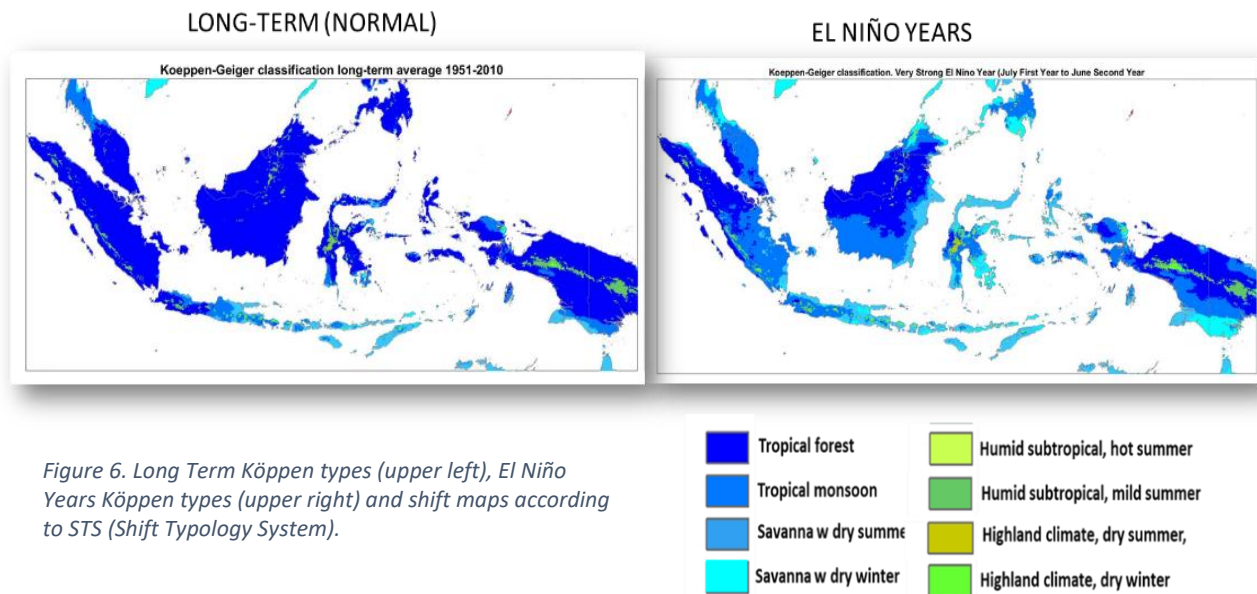 LONG-TERM (NORMAL)
EL NIÑO YEARS
Koeppen-Geiger classification long-term average 1951-2010
Koeppen-Geiger classification. Very Strong El Nino Year (July First Year to June Second Year
Figure 6. Long Term Köppen types (upper left), El Niño
Years Köppen types (upper right) and shift maps according
to STS (Shift Typology System).
Tropical forest
Tropical monsoon
Savanna w dry summe
Savanna w dry winter
Humid subtropical, hot summer
Humid subtropical, mild summer
Highland climate, dry summer,
Highland climate, dry winter